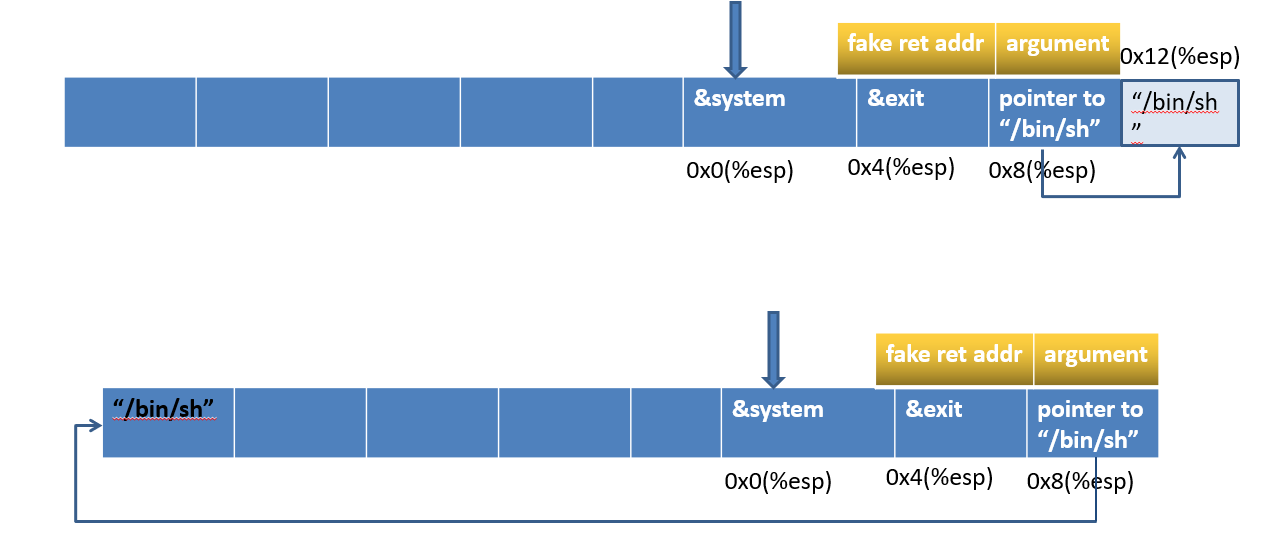 fake ret addr argument
0x12(%esp)
&system &exit pointer to “/bin/sh
“/bin/sh” ”
0x0(%esp) 0x4(%esp) 0x8(%esp)
fake ret addr argument
“/bin/sh” &system &exit pointer to
“/bin/sh”
0x0(%esp) 0x4(%esp) 0x8(%esp)